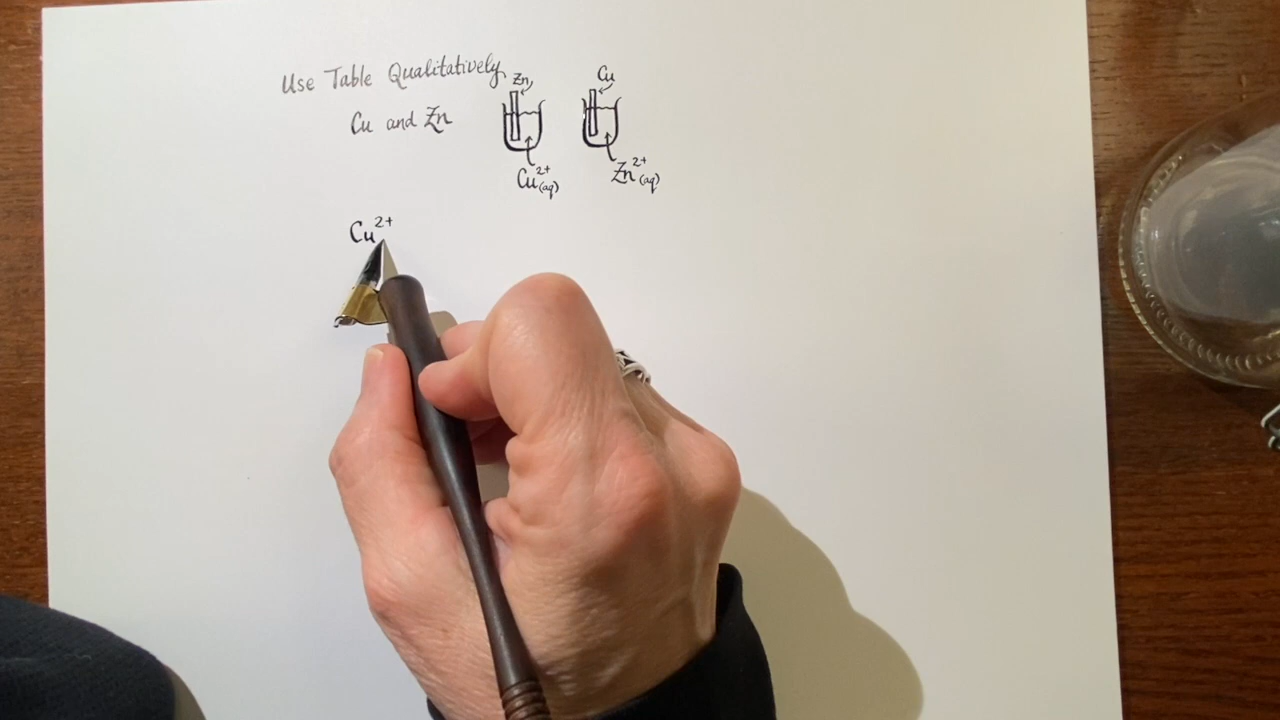 Use Table Qualitatively
Zn
Cu
Cu and Zn
Cu²⁺(aq)
Zn²⁺(aq)
Cu²⁺